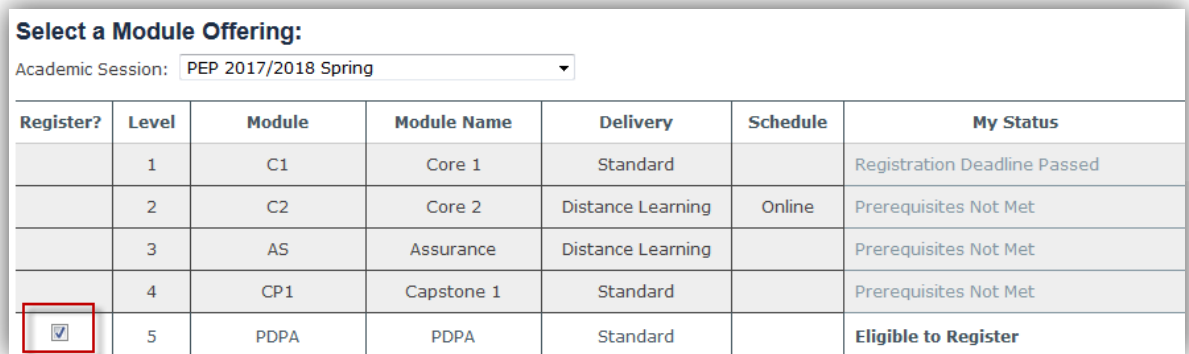 Select a Module Offering:
Academic Session: PEP 2017/2018 Spring
Register? Level Module Module Name Delivery Schedule My Status
1 C1 Core 1 Standard Registration Deadline Passed
2 C2 Core 2 Distance Learning Online Prerequisites Not Met
3 AS Assurance Distance Learning Prerequisites Not Met
4 CP1 Capstone 1 Standard Prerequisites Not Met
5 PDPA PDPA Standard Eligible to Register